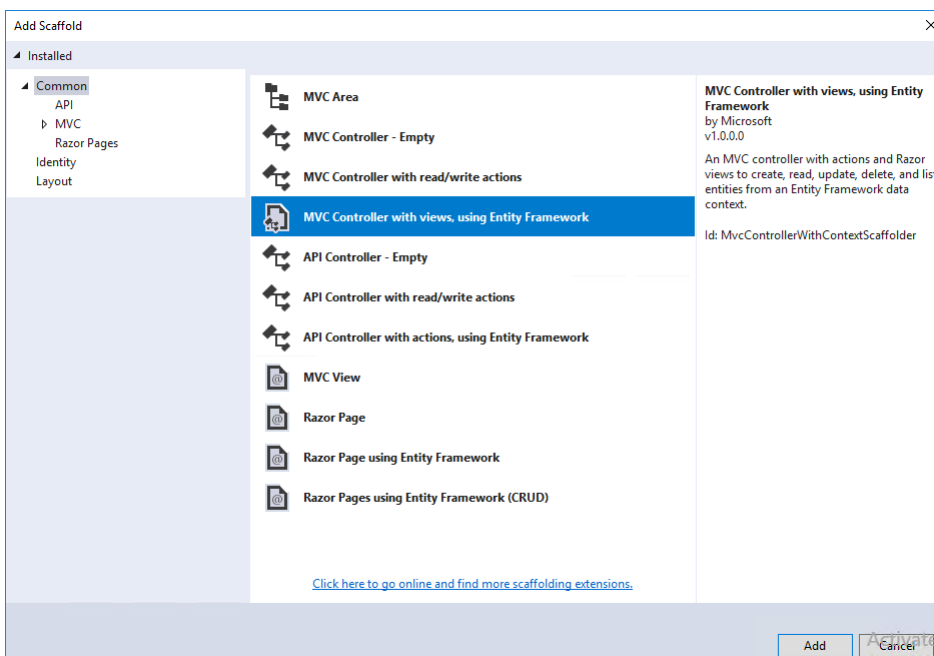 Add Scaffold
Installed
Common
API
MVC
Razor Pages
Identity
Layout
MVC Area
MVC Controller - Empty
MVC Controller with read/write actions
MVC Controller with views, using Entity Framework
API Controller - Empty
API Controller with read/write actions
API Controller with actions, using Entity Framework
MVC View
Razor Page
Razor Page using Entity Framework
Razor Pages using Entity Framework (CRUD)
Click here to go online and find more scaffolding extensions.
MVC Controller with views, using Entity
Framework
by Microsoft
v1.0.0.0
An MVC controller with actions and Razor
views to create, read, update, delete, and lis
entities from an Entity Framework data
context.
Id: MvcControllerWithContextScaffolder
Add
Cancel
Activate